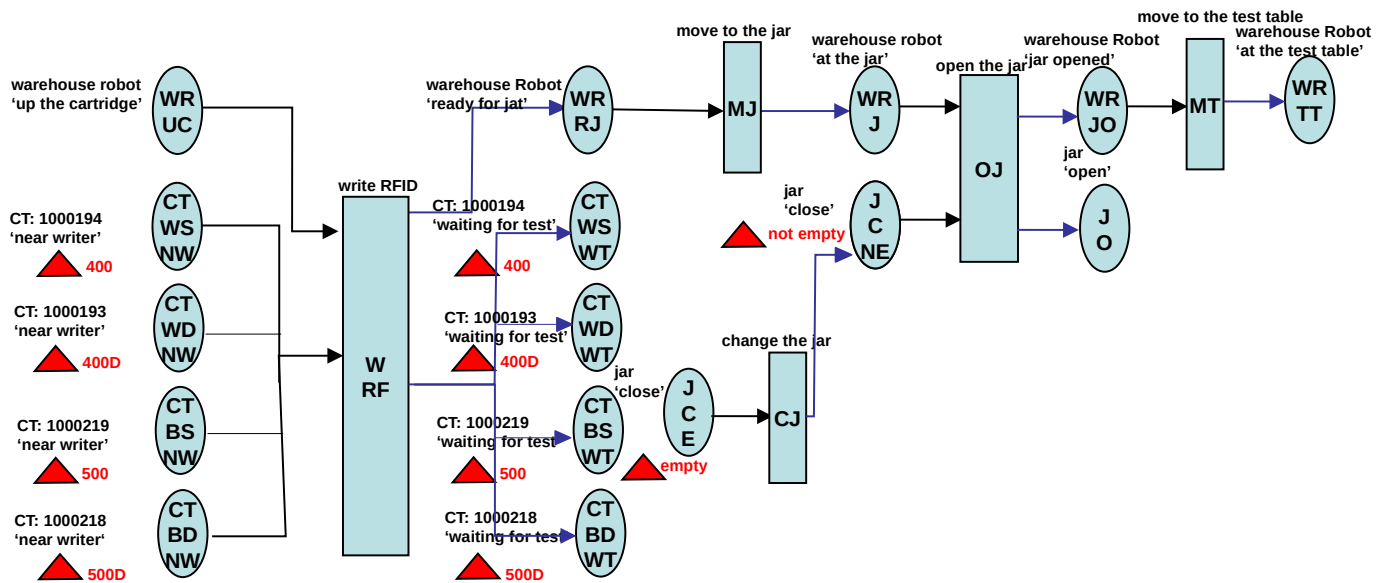 move to the test table
move to the jar
warehouse robot
‘at the jar’
warehouse Robot
‘jar opened’
warehouse Robot
‘at the test table’
open the jar
warehouse robot
‘up the cartridge’
WR
UC
warehouse Robot
‘ready for jat’
WR
RJ
MJ
WR
J
OJ
WR
JO
MT
WR
TT
jar
‘open’
J
O
write RFID
W
RF
CT: 1000194
‘near writer’
400
CT
WS
NW
CT: 1000194
‘waiting for test’
400
CT
WS
WT
jar
‘close’
not empty
J
C
NE
CT: 1000193
‘near writer’
400D
CT
WD
NW
CT: 1000193
‘waiting for test’
400D
CT
WD
WT
change the jar
CJ
jar
‘close’
J
C
E
empty
CT: 1000219
‘near writer’
500
CT
BS
NW
CT: 1000219
‘waiting for test’
500
CT
BS
WT
CT: 1000218
‘near writer‘
500D
CT
BD
NW
CT: 1000218
‘waiting for test’
500D
CT
BD
WT